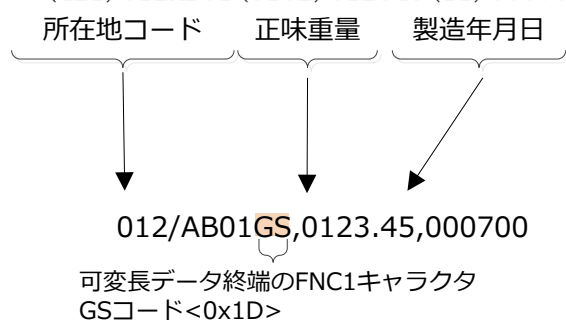 所在地コード 正味重量 製造年月日
012/AB01GS,0123.45,000700
可変長データ終端のFNC1キャラクタ
GSコード<0x1D>